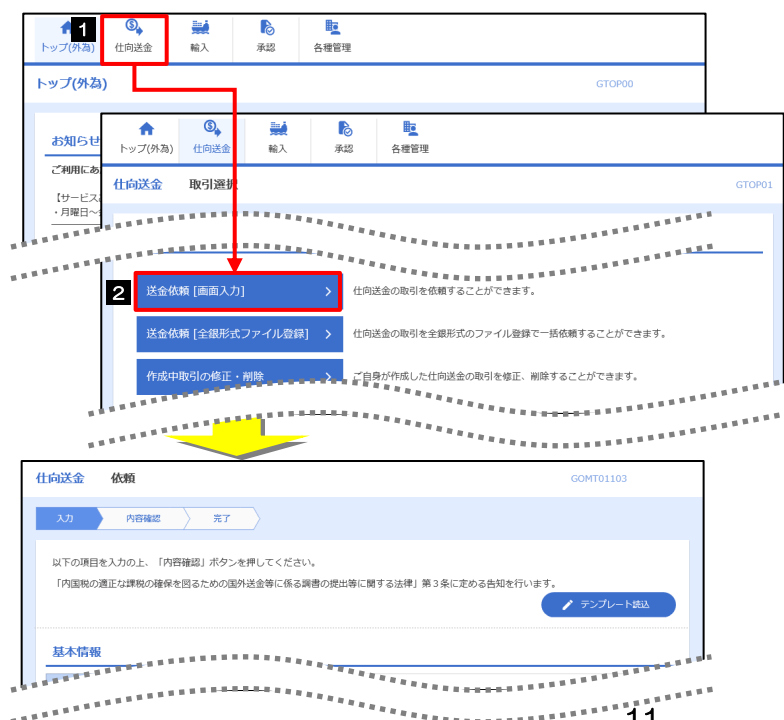 1
トップ(外為) 仕向送金 輸入 承認 各種管理
トップ(外為) GTOP00
お知らせ
ご利用にあ
【サービス
・月曜日～
トップ(外為) 仕向送金 輸入 承認 各種管理
仕向送金 取引選択 GTOP01
2 送金依頼 [画面入力] 仕向送金の取引を依頼することができます。
送金依頼 [全銀形式ファイル登録] 仕向送金の取引を全銀形式のファイル登録で一括依頼することができます。
作成中取引の修正・削除 ご自身が作成した仕向送金の取引を修正、削除することができます。
仕向送金 依頼 GOMT01103
入力 内容確認 完了
以下の項目を入力の上、「内容確認」ボタンを押してください。
「内国税の適正な課税の確保を図るための国外送金等に係る調書の提出等に関する法律」第３条に定める告知を行います。
テンプレート読込
基本情報
11